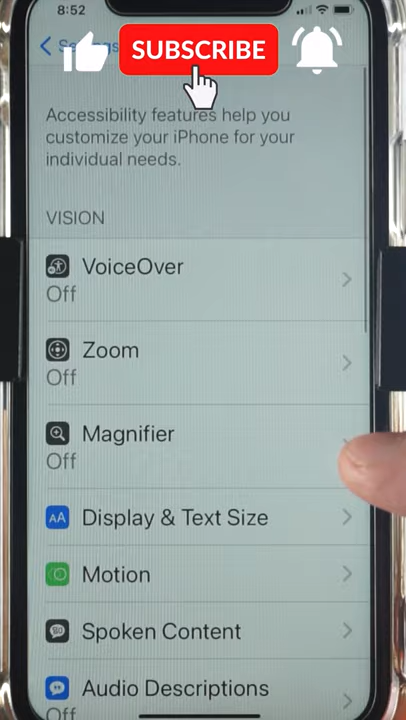 8:52
SUBSCRIBE
Accessibility features help you
customize your iPhone for your
individual needs.
VISION
VoiceOver
Off
Zoom
Off
Magnifier
Off
Display & Text Size
Motion
Spoken Content
Audio Descriptions
Off